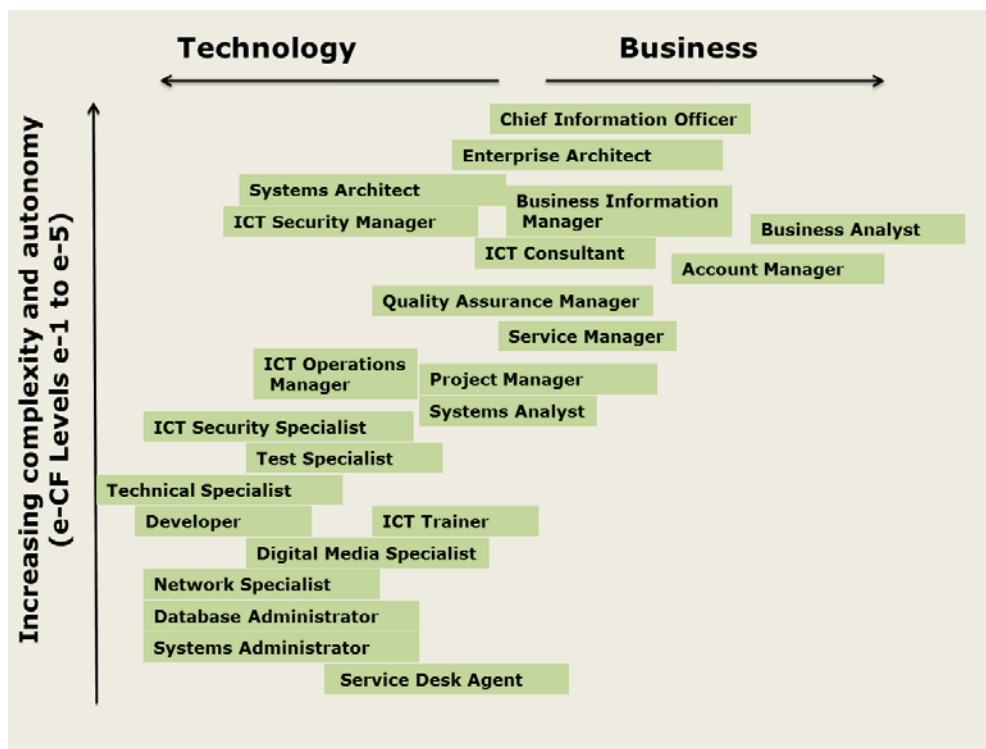 Technology
Business
Increasing complexity and autonomy
(e-CF Levels e-1 to e-5)
Chief Information Officer
Enterprise Architect
Systems Architect
Business Information
Manager
ICT Security Manager
Business Analyst
ICT Consultant
Account Manager
Quality Assurance Manager
Service Manager
ICT Operations
Manager
Project Manager
Systems Analyst
ICT Security Specialist
Test Specialist
Technical Specialist
Developer
ICT Trainer
Digital Media Specialist
Network Specialist
Database Administrator
Systems Administrator
Service Desk Agent